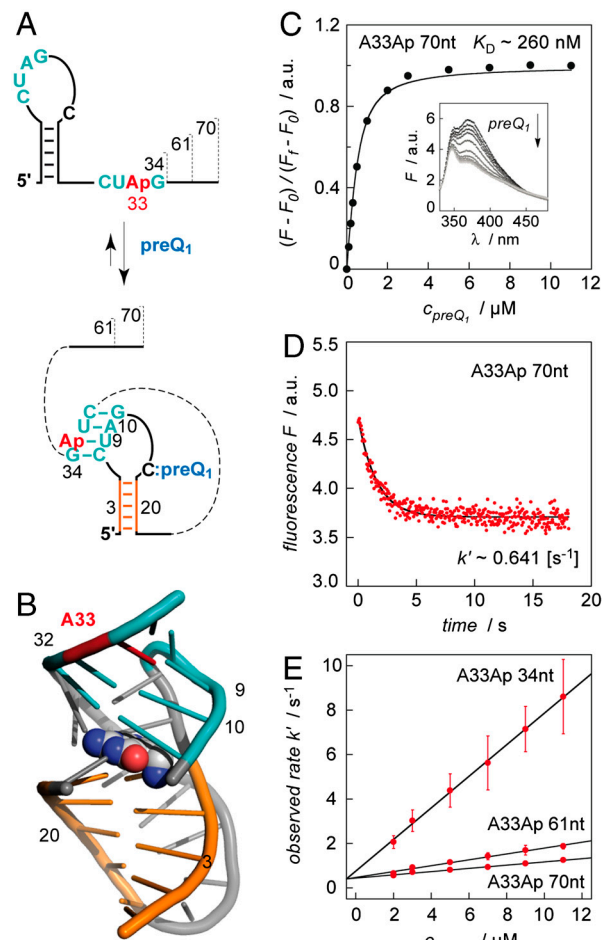 A
G
A
U
C
C
70
61
34
5'
CUApG
33
preQ1
70
61
C–G
U–A
10
Ap–U
9
G–C
34
C:preQ1
3
20
5'
B
A33
32
9
10
20
3
C
A33Ap 70nt KD ~ 260 nM
(F - F0) / (Ff - F0) / a.u.
1.2
0.8
0.4
0
0 2 4 6 8 10 12
cpreQ1 / µM
F / a.u.
6
4
2
0
preQ1
350 400 450
λ / nm
D
A33Ap 70nt
fluorescence F / a.u.
5.5
5.0
4.5
4.0
3.5
3.0
k' ~ 0.641 [s-1]
0 5 10 15 20
time / s
E
A33Ap 34nt
observed rate k' / s-1
10
8
6
4
2
0
A33Ap 61nt
A33Ap 70nt
0 2 4 6 8 10 12